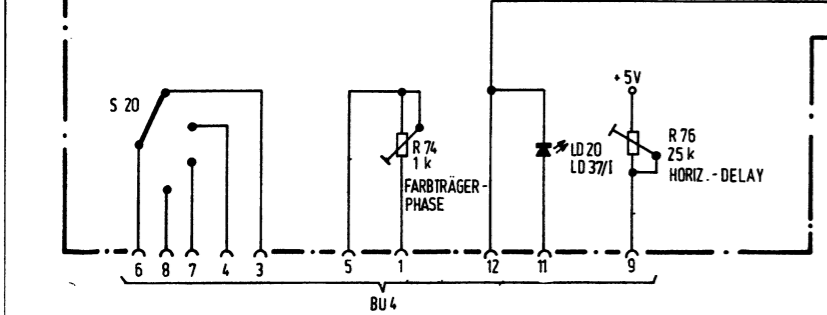 +5V
S 20
R 74
1 k
FARBTRÄGER-
PHASE
LD 20
LD 37/I
R 76
25 k
HORIZ.-DELAY
6 8 7 4 3 5 1 12 11 9
BU 4